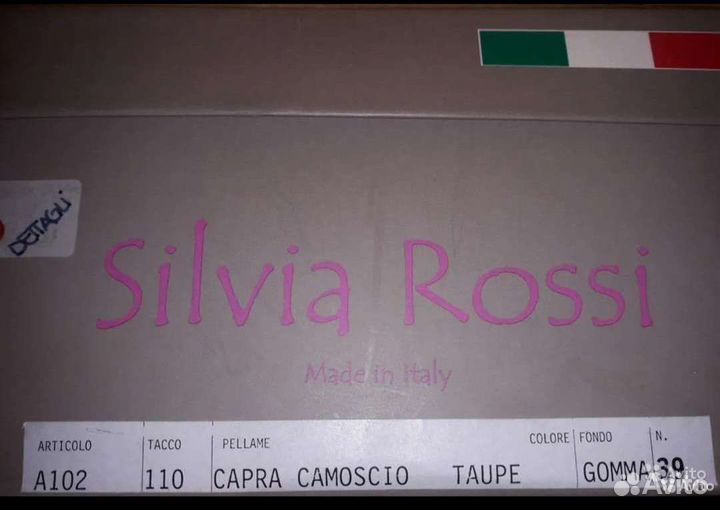 DETTAGLI
Silvia Rossi
Made in Italy
ARTICOLO TACCO PELLAME COLORE FONDO N.
A102 110 CAPRA CAMOSCIO TAUPE GOMMA 39
Avito